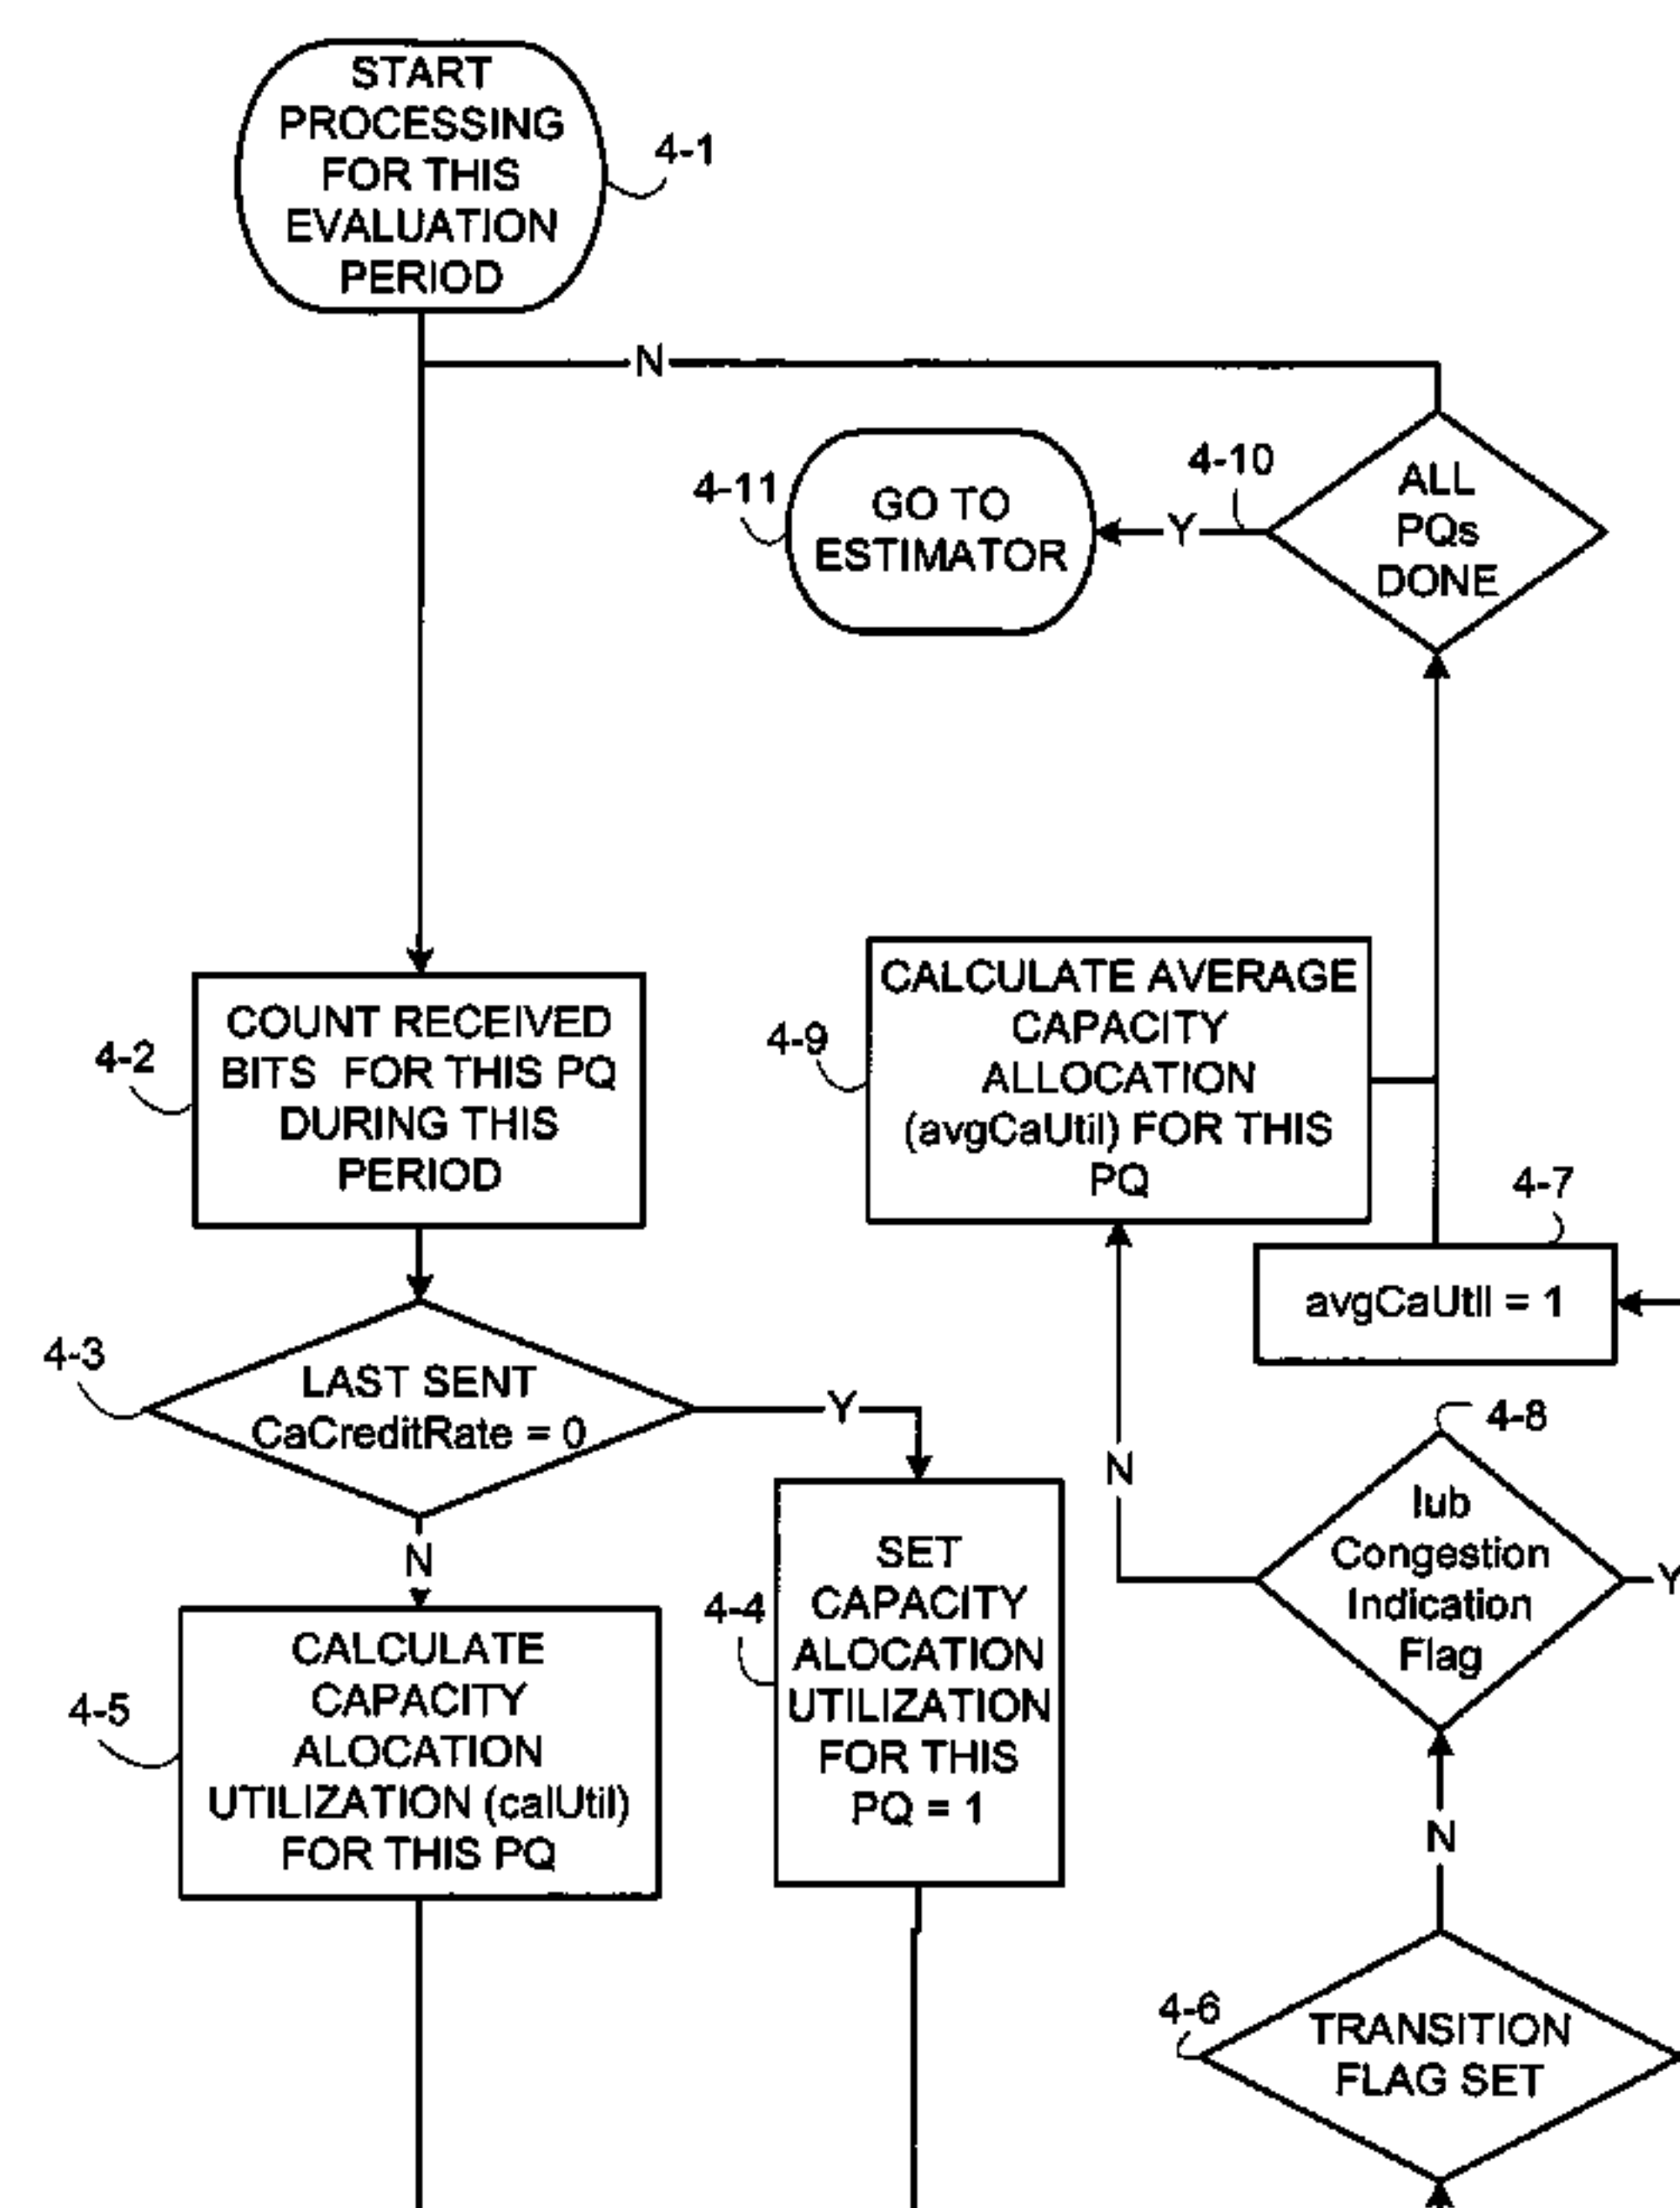 START
PROCESSING
FOR THIS
EVALUATION
PERIOD
4-1
N
4-11
GO TO
ESTIMATOR
Y
4-10
ALL
PQs
DONE
4-2
COUNT RECEIVED
BITS FOR THIS PQ
DURING THIS
PERIOD
4-9
CALCULATE AVERAGE
CAPACITY
ALLOCATION
(avgCaUtil) FOR THIS
PQ
4-7
avgCaUtil = 1
4-3
LAST SENT
CaCreditRate = 0
Y
N
4-8
Iub
Congestion
Indication
Flag
Y
N
4-4
SET
CAPACITY
ALOCATION
UTILIZATION
FOR THIS
PQ = 1
4-5
CALCULATE
CAPACITY
ALOCATION
UTILIZATION (calUtil)
FOR THIS PQ
N
4-6
TRANSITION
FLAG SET